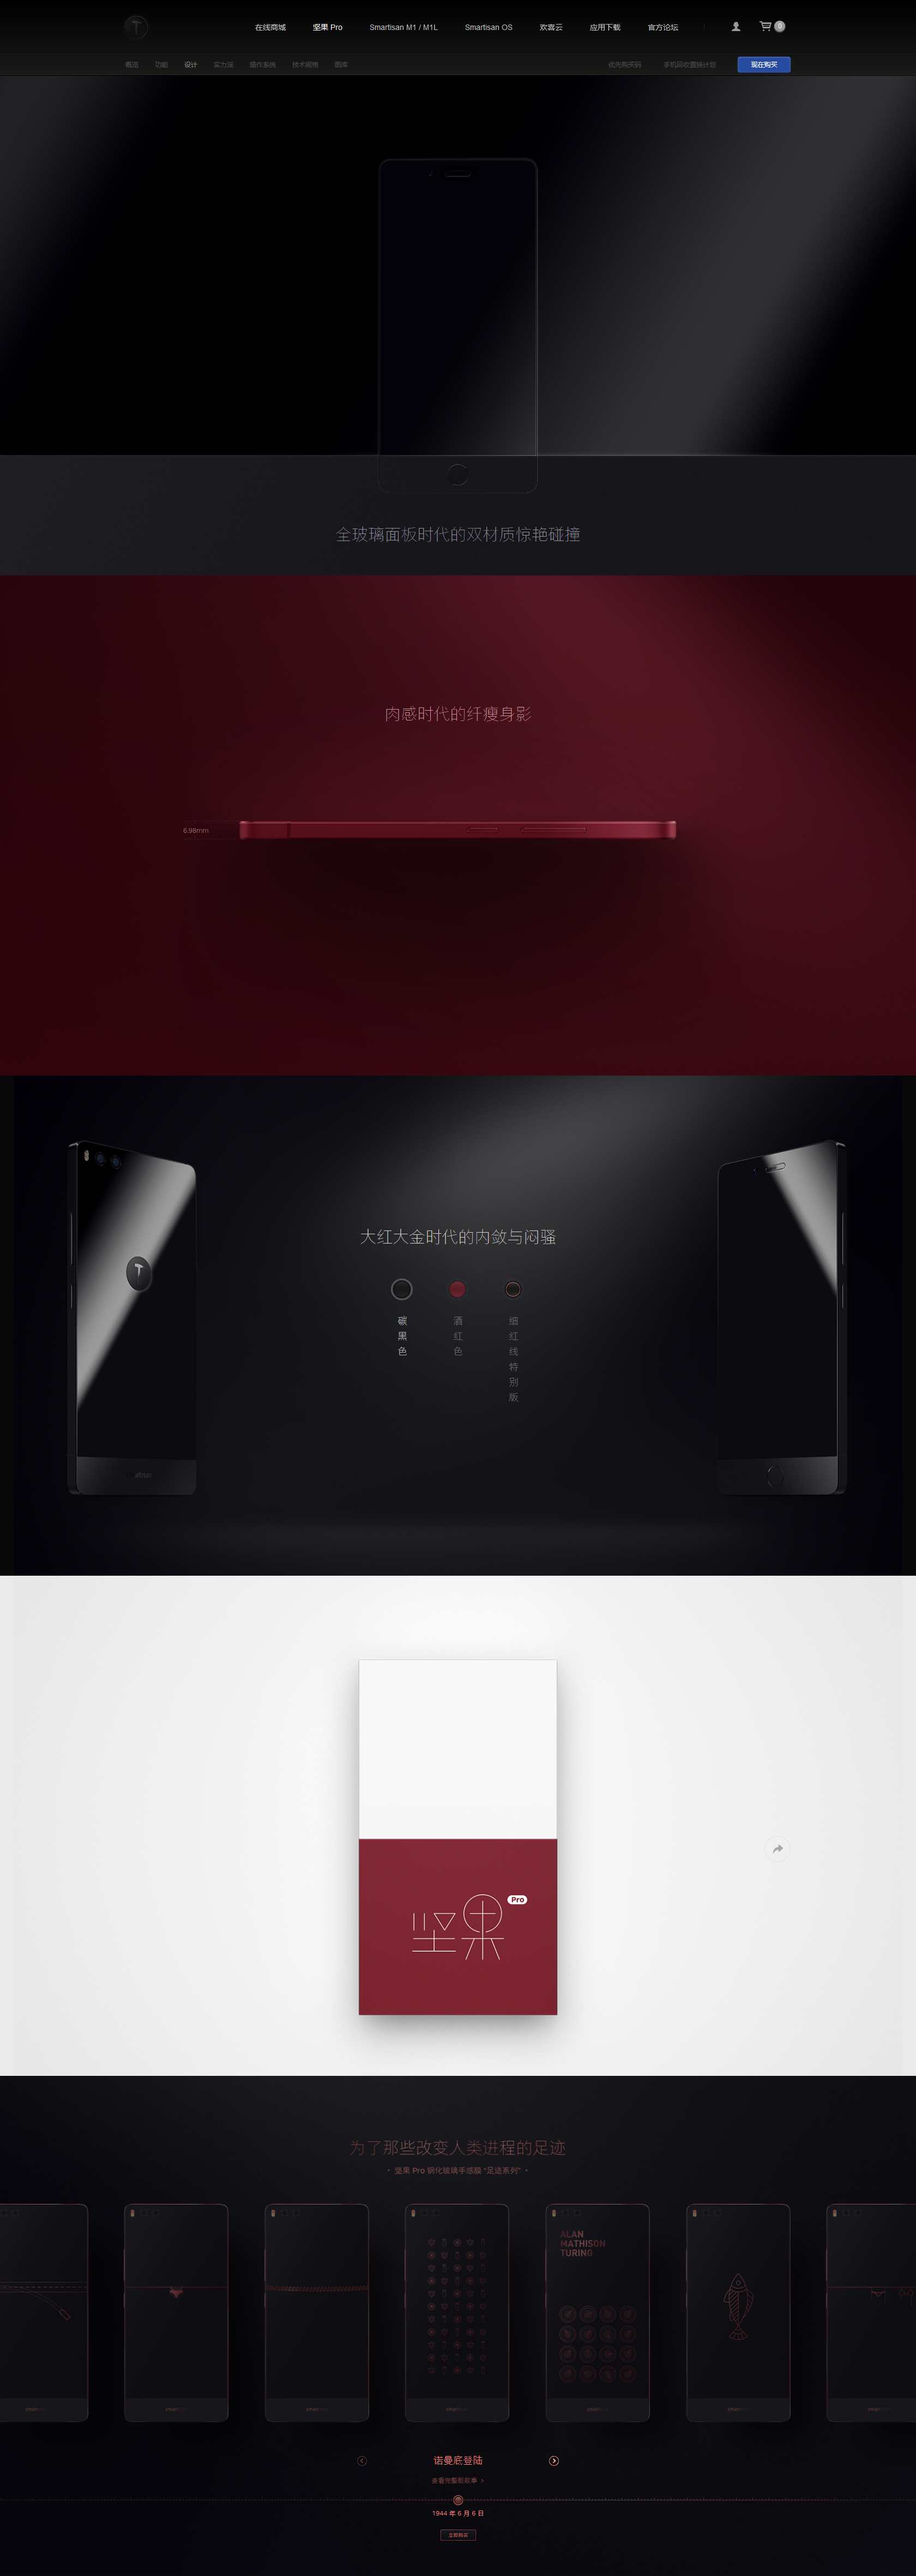 在线商城 坚果 Pro Smartisan M1 / M1L Smartisan OS 欢喜云 应用下载 官方论坛 0
概览 功能 设计 实力派 操作系统 技术规格 图库 优先购买码 手机回收置换计划 现在购买
全玻璃面板时代的双材质惊艳碰撞
肉感时代的纤瘦身影
6.98mm
大红大金时代的内敛与闷骚
碳黑色
酒红色
细红线特别版
坚果 Pro
为了那些改变人类进程的足迹
· 坚果 Pro 钢化玻璃手感膜 “足迹系列” ·
ALAN
MATHISON
TURING
诺曼底登陆
查看完整版故事 >
1944 年 6 月 6 日
立即购买